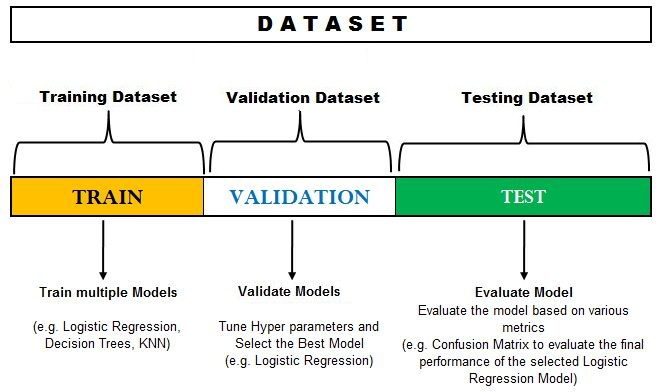 DATASET
Training Dataset
Validation Dataset
Testing Dataset
TRAIN
VALIDATION
TEST
Train multiple Models
(e.g. Logistic Regression,
Decision Trees, KNN)
Validate Models
Tune Hyper parameters and
Select the Best Model
(e.g. Logistic Regression)
Evaluate Model
Evaluate the model based on various
metrics
(e.g. Confusion Matrix to evaluate the final
performance of the selected Logistic
Regression Model)